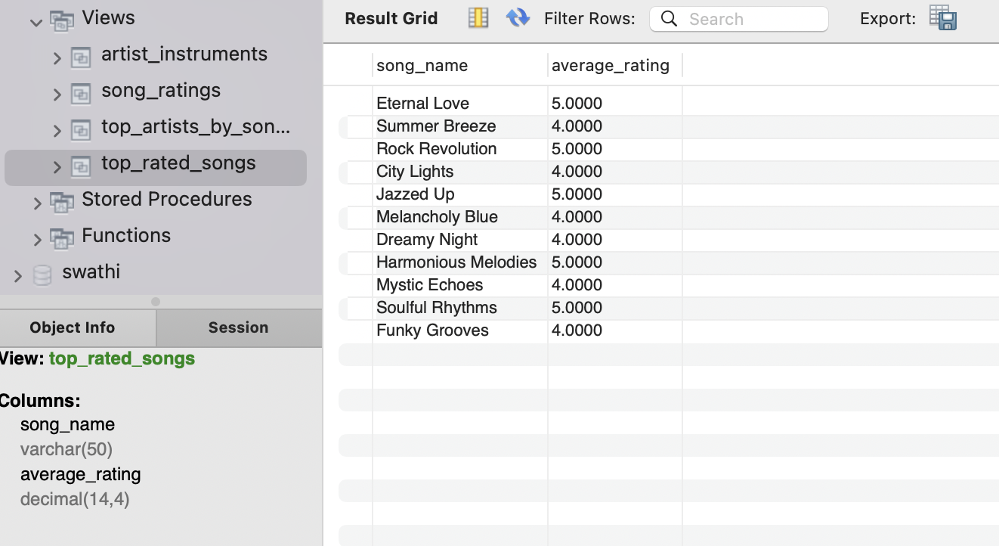 Views
artist_instruments
song_ratings
top_artists_by_son...
top_rated_songs
Stored Procedures
Functions
swathi
Object Info Session
View: top_rated_songs
Columns:
song_name
varchar(50)
average_rating
decimal(14,4)
Result Grid Filter Rows: Search Export:
song_name average_rating
Eternal Love 5.0000
Summer Breeze 4.0000
Rock Revolution 5.0000
City Lights 4.0000
Jazzed Up 5.0000
Melancholy Blue 4.0000
Dreamy Night 4.0000
Harmonious Melodies 5.0000
Mystic Echoes 4.0000
Soulful Rhythms 5.0000
Funky Grooves 4.0000